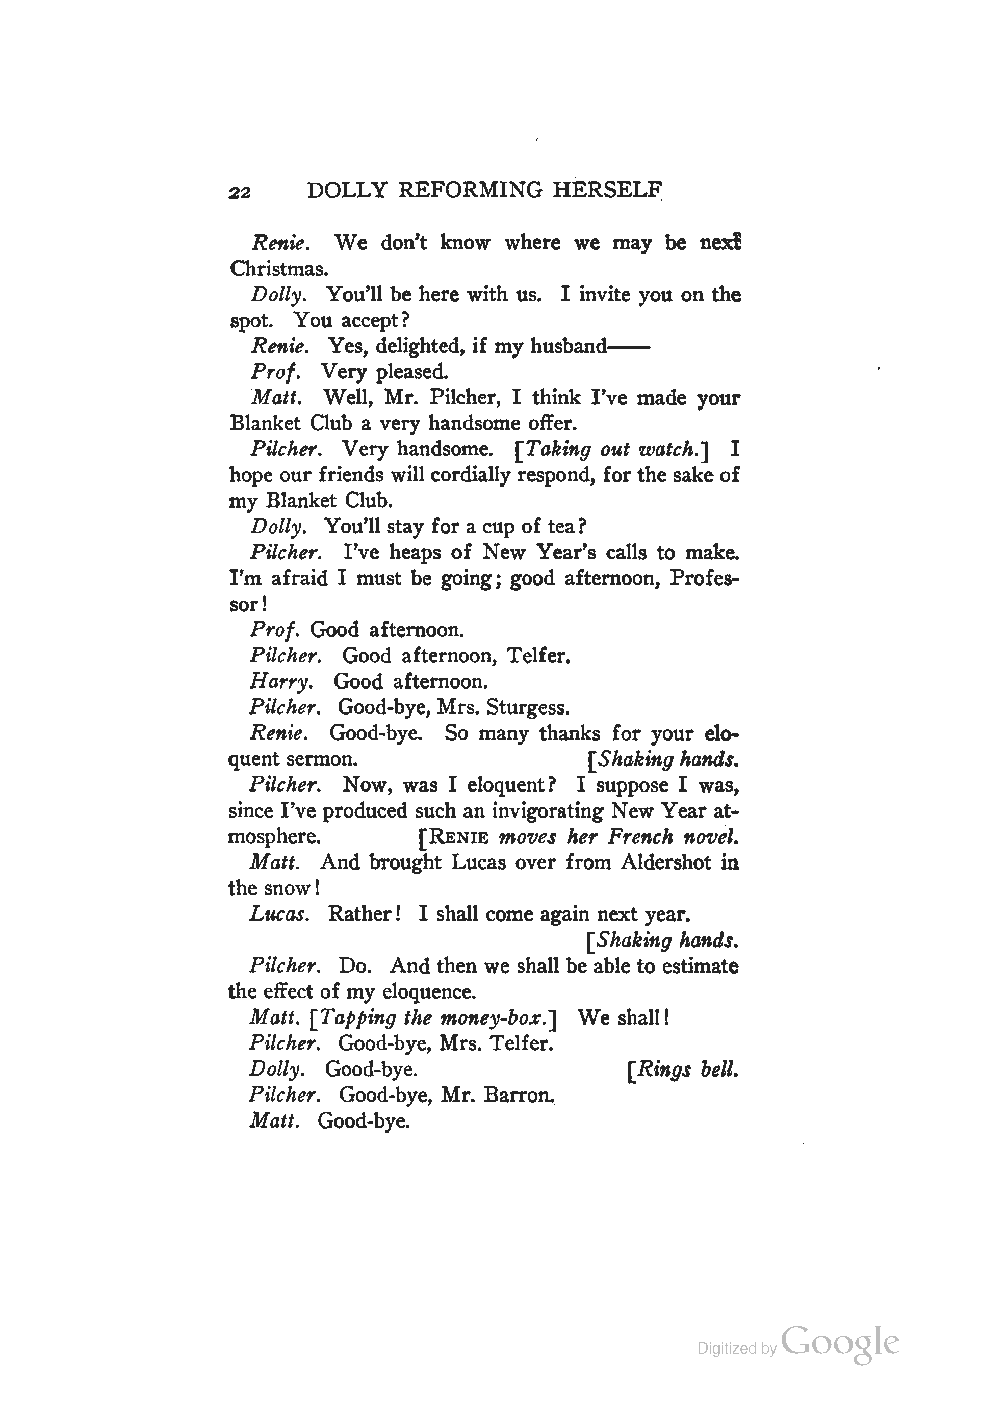 22 DOLLY REFORMING HERSELF
Renie. We don't know where we may be next
Christmas.
Dolly. You'll be here with us. I invite you on the
spot. You accept?
Renie. Yes, delighted, if my husband——
Prof. Very pleased.
Matt. Well, Mr. Pilcher, I think I've made your
Blanket Club a very handsome offer.
Pilcher. Very handsome. [Taking out watch.] I
hope our friends will cordially respond, for the sake of
my Blanket Club.
Dolly. You'll stay for a cup of tea?
Pilcher. I've heaps of New Year's calls to make.
I'm afraid I must be going; good afternoon, Profes-
sor!
Prof. Good afternoon.
Pilcher. Good afternoon, Telfer.
Harry. Good afternoon.
Pilcher. Good-bye, Mrs. Sturgess.
Renie. Good-bye. So many thanks for your elo-
quent sermon. [Shaking hands.
Pilcher. Now, was I eloquent? I suppose I was,
since I've produced such an invigorating New Year at-
mosphere. [RENIE moves her French novel.
Matt. And brought Lucas over from Aldershot in
the snow!
Lucas. Rather! I shall come again next year.
[Shaking hands.
Pilcher. Do. And then we shall be able to estimate
the effect of my eloquence.
Matt. [Tapping the money-box.] We shall!
Pilcher. Good-bye, Mrs. Telfer.
Dolly. Good-bye. [Rings bell.
Pilcher. Good-bye, Mr. Barron.
Matt. Good-bye.
Digitized by Google